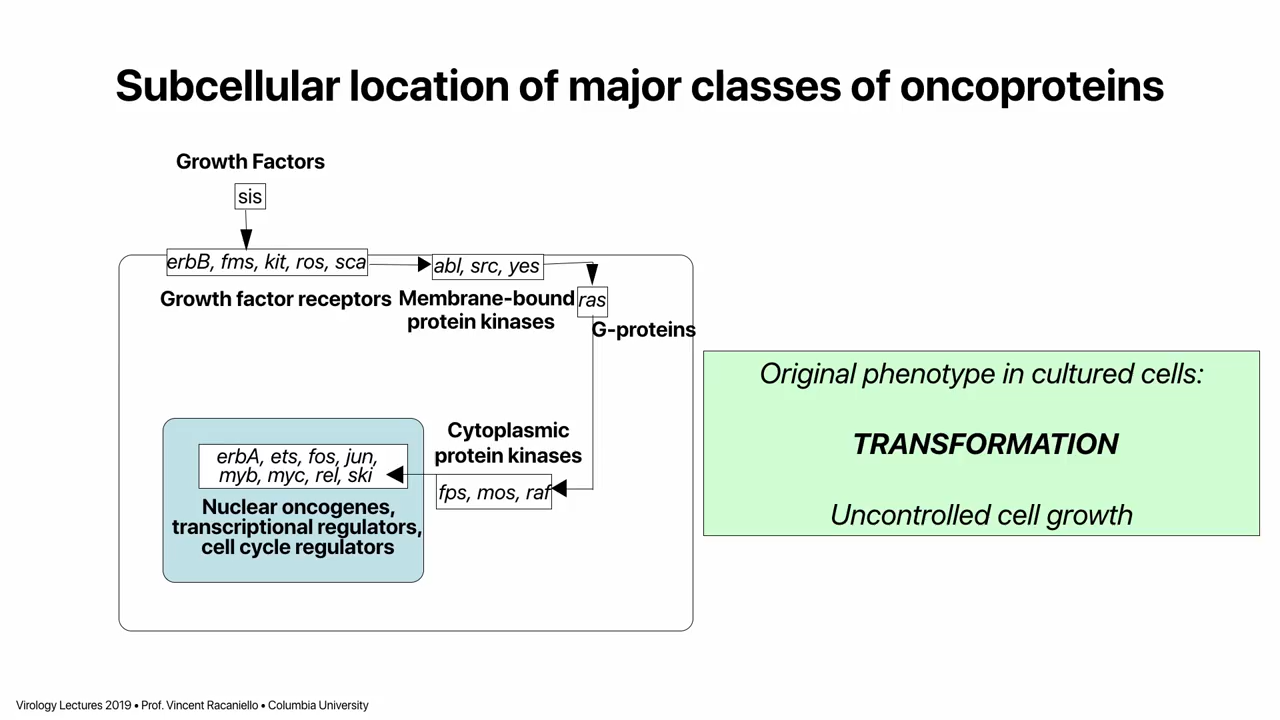 Subcellular location of major classes of oncoproteins
Growth Factors
sis
erbB, fms, kit, ros, sca
abl, src, yes
Growth factor receptors
Membrane-bound
protein kinases
ras
G-proteins
Original phenotype in cultured cells:
TRANSFORMATION
Uncontrolled cell growth
Cytoplasmic
protein kinases
fps, mos, raf
erbA, ets, fos, jun,
myb, myc, rel, ski
Nuclear oncogenes,
transcriptional regulators,
cell cycle regulators
Virology Lectures 2019 • Prof. Vincent Racaniello • Columbia University